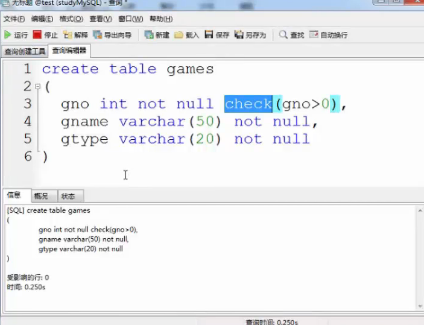 无标题 @test (studyMySQL) - 查询
文件(F) 编辑(E) 格式(O) 查看(V) 窗口(W) 帮助(H)
运行 停止 解释 导出向导 新建 载入 保存 另存为 查找 自动换行
查询创建工具 查询编辑器
1 create table games
2 (
3 gno int not null check(gno>0),
4 gname varchar(50) not null,
5 gtype varchar(20) not null
6 )
信息 概况 状态
[SQL] create table games
(
gno int not null check(gno>0),
gname varchar(50) not null,
gtype varchar(20) not null
)
受影响的行: 0
时间: 0.250s
查询时间: 0.250s